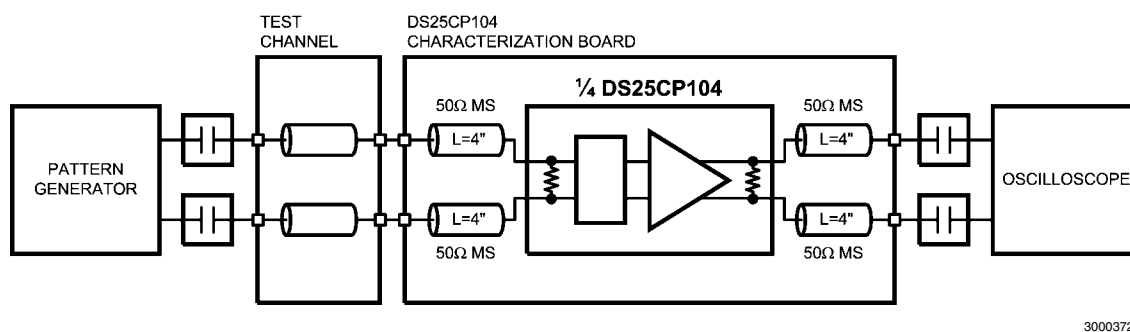 TEST
CHANNEL
DS25CP104
CHARACTERIZATION BOARD
¼ DS25CP104
50Ω MS
50Ω MS
L=4"
L=4"
PATTERN
GENERATOR
OSCILLOSCOPE
L=4"
L=4"
50Ω MS
50Ω MS
3000372